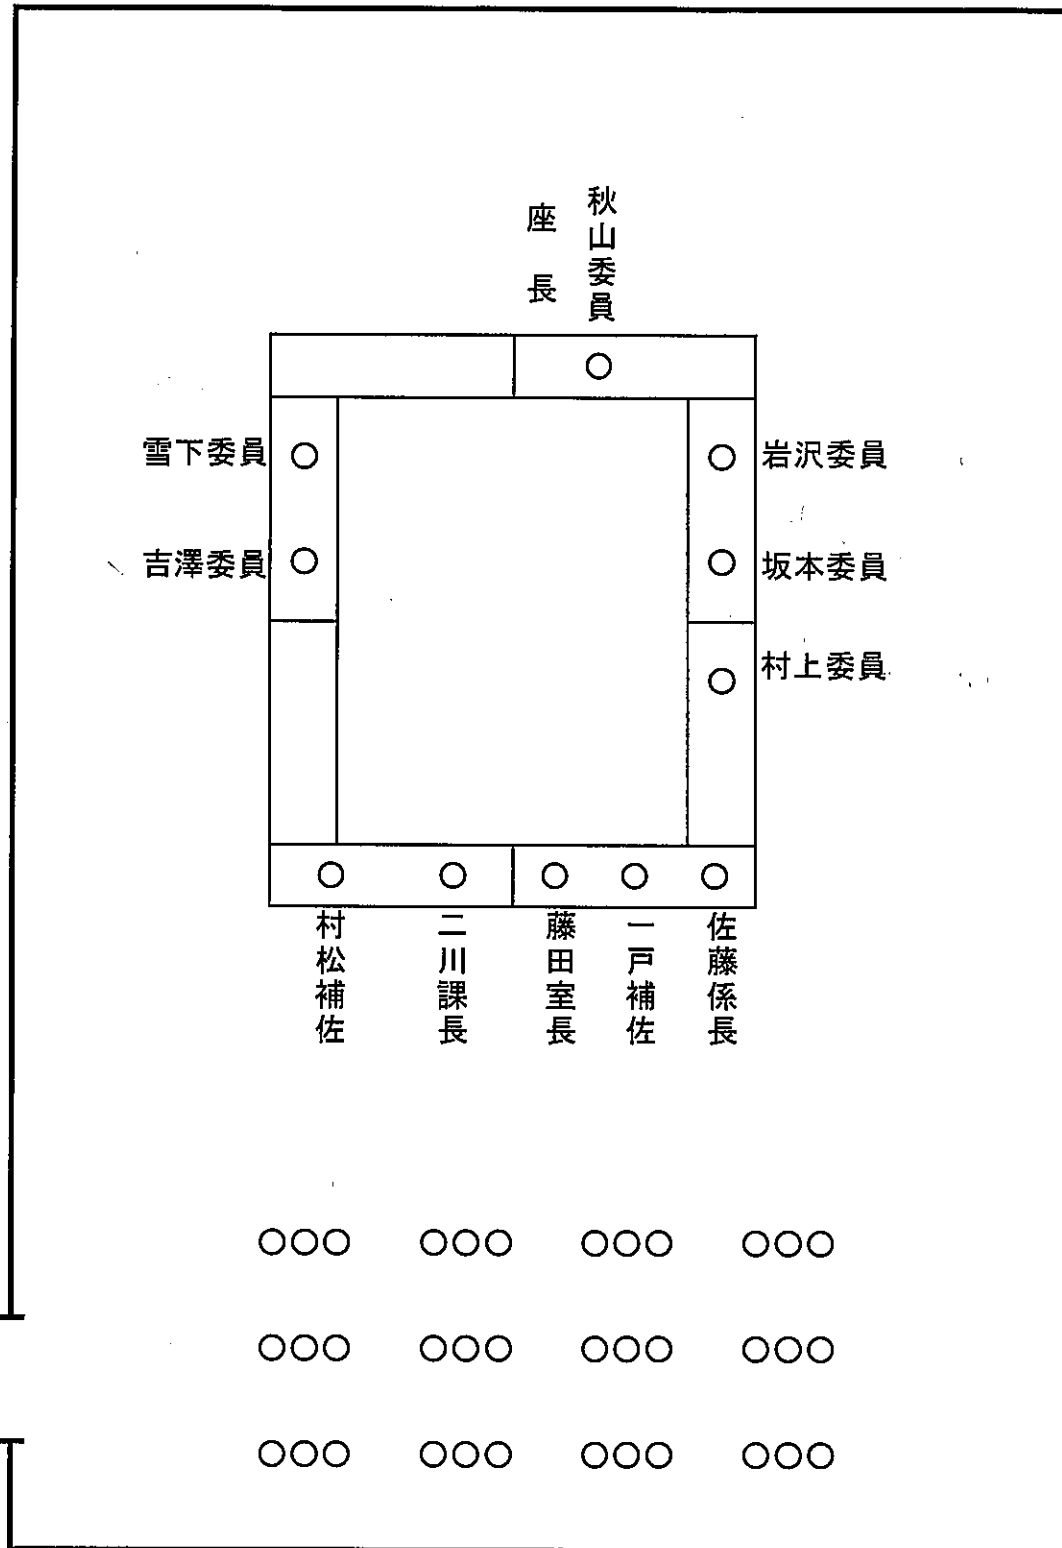 秋山委員
座長
雪下委員
岩沢委員
吉澤委員
坂本委員
村上委員
村松補佐
二川課長
藤田室長
一戸補佐
佐藤係長